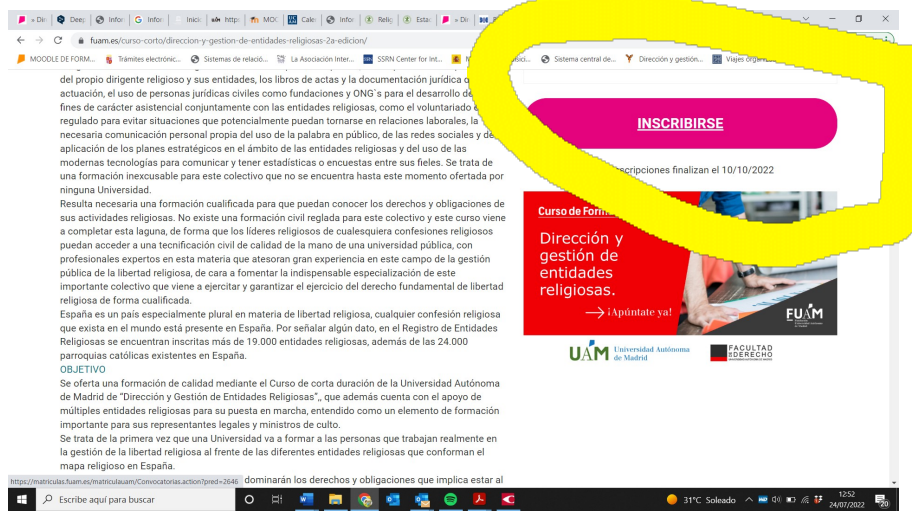 » Dir
Deep
Infor
Infor
Inicio
http
MOO
Cale
Infor
Relig
Estad
» Dir
fuam.es/curso-corto/direccion-y-gestion-de-entidades-religiosas-2a-edicion/
MOODLE DE FORM...
Trámites electrónic...
Sistemas de relació...
La Asociación Inter...
SSRN Center for Int...
Sistema central de...
Dirección y gestión...
Viajes organi
del propio dirigente religioso y sus entidades, los libros de actas y la documentación jurídica
actuación, el uso de personas jurídicas civiles como fundaciones y ONG`s para el desarrollo de
fines de carácter asistencial conjuntamente con las entidades religiosas, como el voluntariado
regulado para evitar situaciones que potencialmente puedan tornarse en relaciones laborales, la
necesaria comunicación personal propia del uso de la palabra en público, de las redes sociales y de
aplicación de los planes estratégicos en el ámbito de las entidades religiosas y del uso de las
modernas tecnologías para comunicar y tener estadísticas o encuestas entre sus fieles. Se trata de
una formación inexcusable para este colectivo que no se encuentra hasta este momento ofertada por
ninguna Universidad.
Resulta necesaria una formación cualificada para que puedan conocer los derechos y obligaciones de
sus actividades religiosas. No existe una formación civil reglada para este colectivo y este curso viene
a completar esta laguna, de forma que los líderes religiosos de cualesquiera confesiones religiosos
puedan acceder a una tecnificación civil de calidad de la mano de una universidad pública, con
profesionales expertos en esta materia que atesoran gran experiencia en este campo de la gestión
pública de la libertad religiosa, de cara a fomentar la indispensable especialización de este
importante colectivo que viene a ejercitar y garantizar el ejercicio del derecho fundamental de libertad
religiosa de forma cualificada.
España es un país especialmente plural en materia de libertad religiosa, cualquier confesión religiosa
que exista en el mundo está presente en España. Por señalar algún dato, en el Registro de Entidades
Religiosas se encuentran inscritas más de 19.000 entidades religiosas, además de las 24.000
parroquias católicas existentes en España.
OBJETIVO
Se oferta una formación de calidad mediante el Curso de corta duración de la Universidad Autónoma
de Madrid de “Dirección y Gestión de Entidades Religiosas”,, que además cuenta con el apoyo de
múltiples entidades religiosas para su puesta en marcha, entendido como un elemento de formación
importante para sus representantes legales y ministros de culto.
Se trata de la primera vez que una Universidad va a formar a las personas que trabajan realmente en
la gestión de la libertad religiosa al frente de las diferentes entidades religiosas que conforman el
mapa religioso en España.
dominarán los derechos y obligaciones que implica estar al
https://matriculas.fuam.es/matriculauam/Convocatorias.action?pred=2646
INSCRIBIRSE
scripciones finalizan el 10/10/2022
Curso de Form
Dirección y
gestión de
entidades
religiosas.
¡Apúntate ya!
FUAM
UAM Universidad Autónoma
de Madrid
FACULTAD
DERECHO
Escribe aquí para buscar
31°C Soleado
12:52
24/07/2022
20